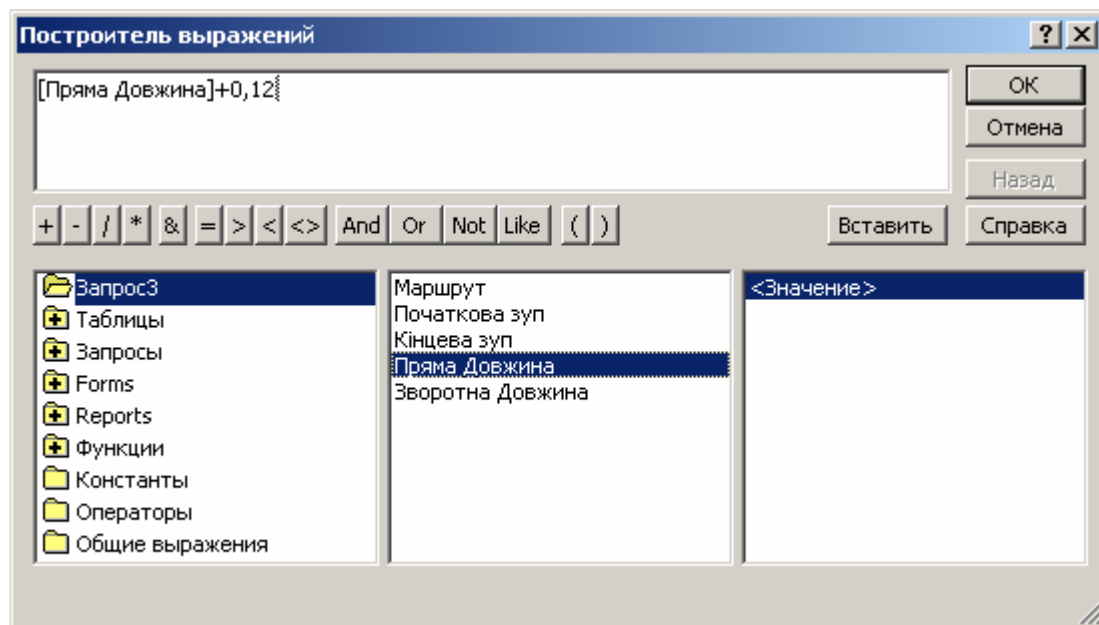 Построитель выражений
? X
[Пряма Довжина]+0,12
ОК
Отмена
Назад
+ - / * & = > < <> And Or Not Like ( ) Вставить Справка
Запрос3
Таблицы
Запросы
Forms
Reports
Функции
Константы
Операторы
Общие выражения
Маршрут
Початкова зуп
Кінцева зуп
Пряма Довжина
Зворотна Довжина
<Значение>